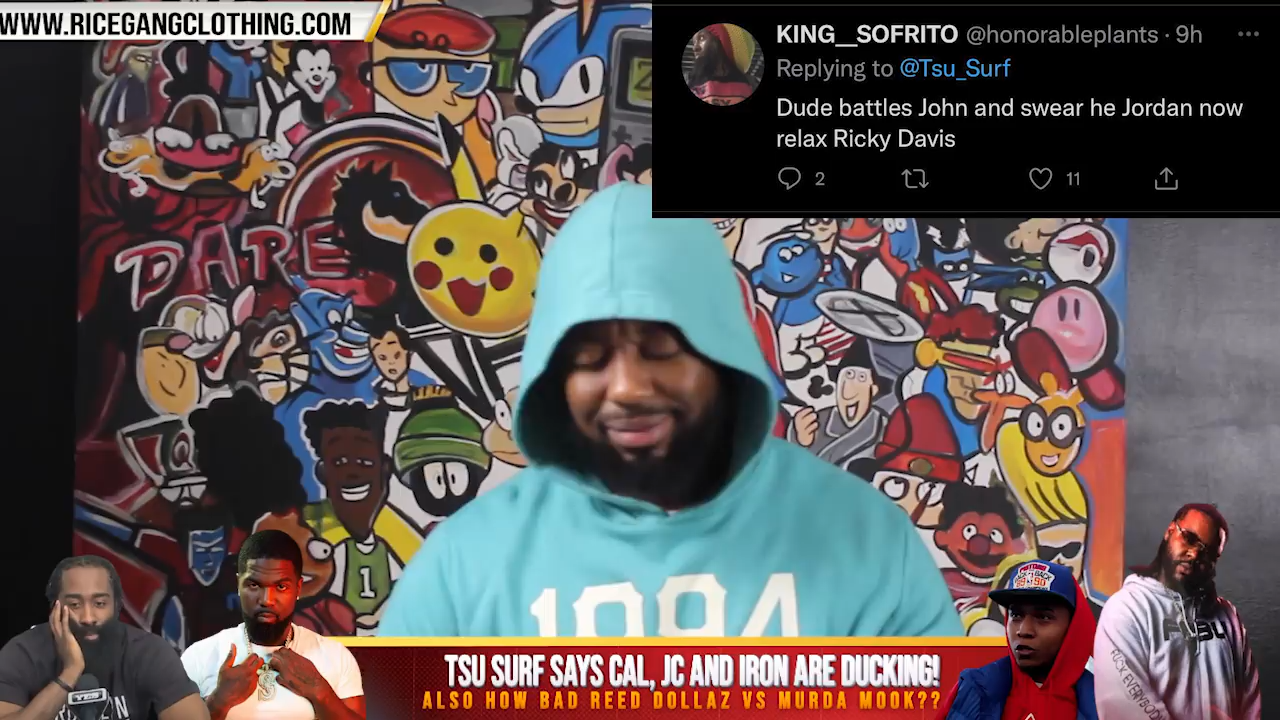 WWW.RICEGANGCLOTHING.COM
KING__SOFRITO @honorableplants · 9h
Replying to @Tsu_Surf
Dude battles John and swear he Jordan now
relax Ricky Davis
2 11
DARE
35
1
1994
YES
TSU SURF SAYS CAL, JC AND IRON ARE DUCKING!
ALSO HOW BAD REED DOLLAZ VS MURDA MOOK??